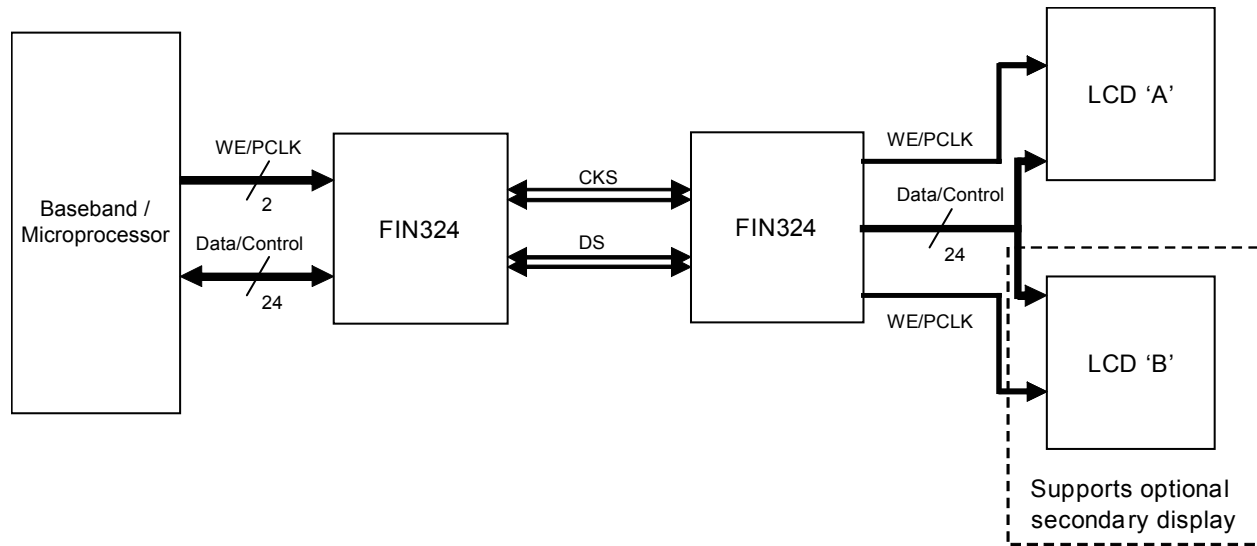 Baseband /
Microprocessor
WE/PCLK
2
Data/Control
24
FIN324
CKS
DS
FIN324
WE/PCLK
Data/Control
24
WE/PCLK
LCD ‘A’
LCD ‘B’
Supports optional
secondary display